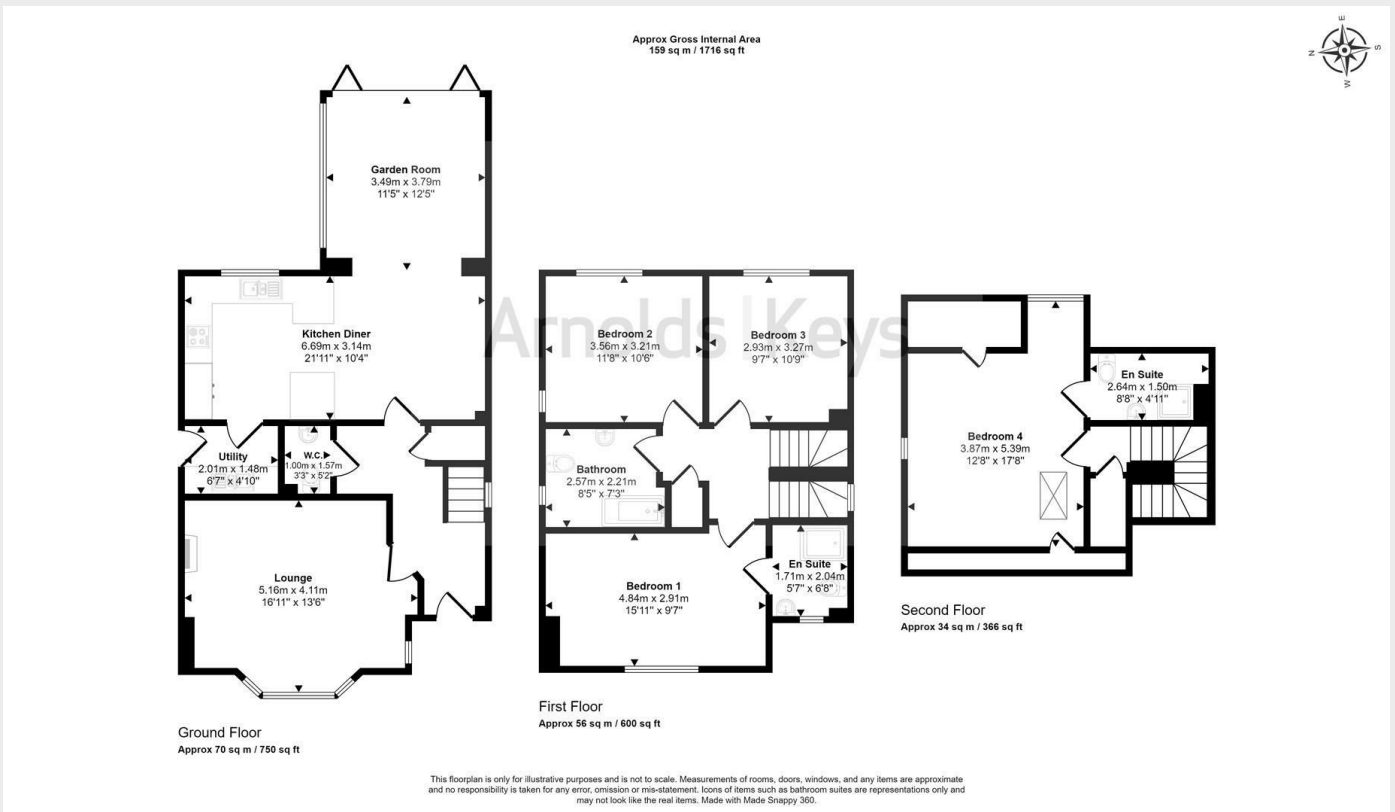 Approx Gross Internal Area
159 sq m / 1716 sq ft
E
N
S
W
Garden Room
3.49m x 3.79m
11'5" x 12'5"
Kitchen Diner
6.69m x 3.14m
21'11" x 10'4"
Utility
2.01m x 1.48m
6'7" x 4'10"
W.C.
1.00m x 1.57m
3'3" x 5'2"
Lounge
5.16m x 4.11m
16'11" x 13'6"
Ground Floor
Approx 70 sq m / 750 sq ft
Arnolds | Keys
Bedroom 2
3.56m x 3.21m
11'8" x 10'6"
Bedroom 3
2.93m x 3.27m
9'7" x 10'9"
Bathroom
2.57m x 2.21m
8'5" x 7'3"
Bedroom 1
4.84m x 2.91m
15'11" x 9'7"
En Suite
1.71m x 2.04m
5'7" x 6'8"
First Floor
Approx 56 sq m / 600 sq ft
En Suite
2.64m x 1.50m
8'8" x 4'11"
Bedroom 4
3.87m x 5.39m
12'8" x 17'8"
Second Floor
Approx 34 sq m / 366 sq ft
This floorplan is only for illustrative purposes and is not to scale. Measurements of rooms, doors, windows, and any items are approximate
and no responsibility is taken for any error, omission or mis-statement. Icons of items such as bathroom suites are representations only and
may not look like the real items. Made with Made Snappy 360.